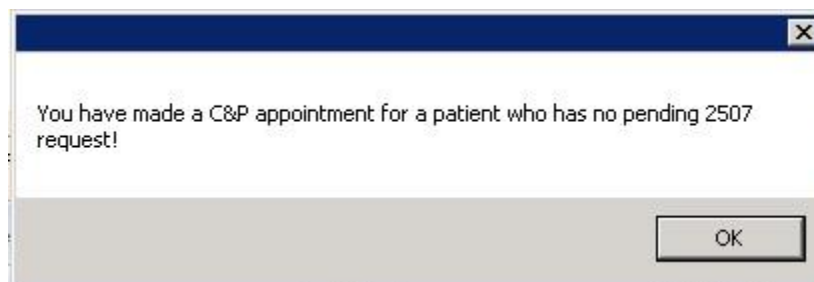 You have made a C&P appointment for a patient who has no pending 2507
request!
OK